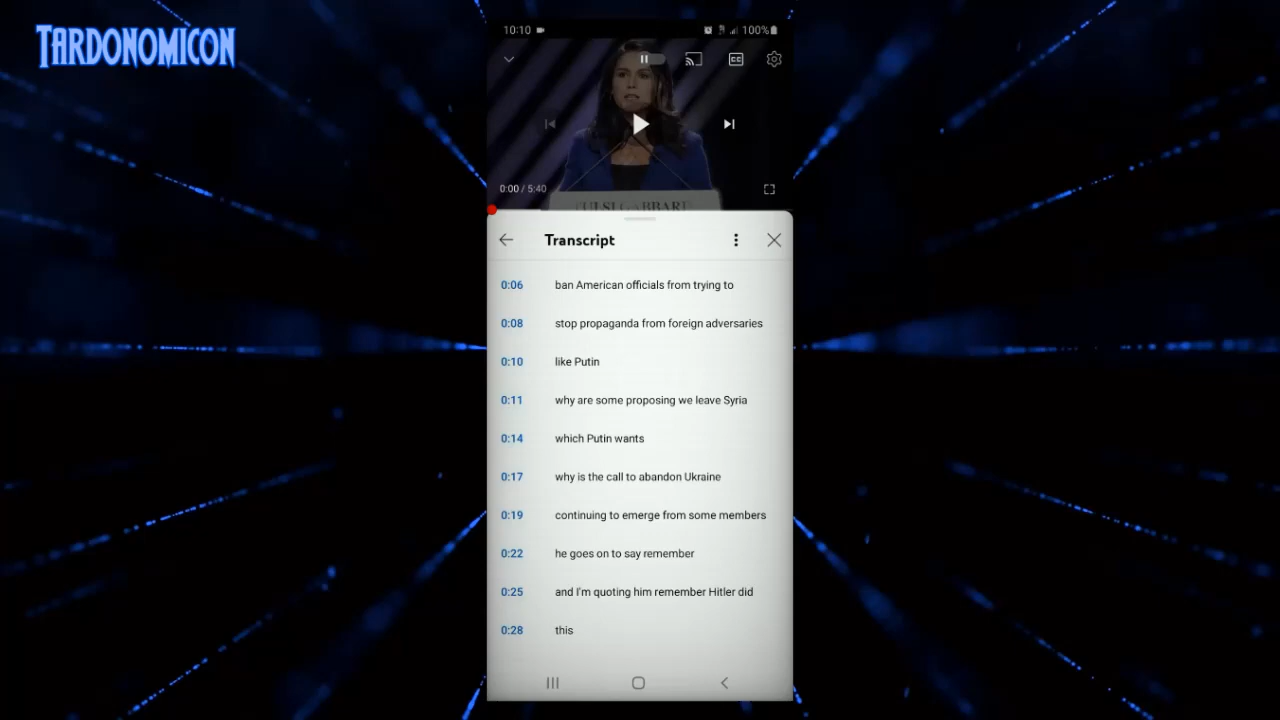 TARDONOMICON
10:10
100%
CC
0:00 / 5:40
TULSI GABBARD
Transcript
0:06 ban American officials from trying to
0:08 stop propaganda from foreign adversaries
0:10 like Putin
0:11 why are some proposing we leave Syria
0:14 which Putin wants
0:17 why is the call to abandon Ukraine
0:19 continuing to emerge from some members
0:22 he goes on to say remember
0:25 and I'm quoting him remember Hitler did
0:28 this